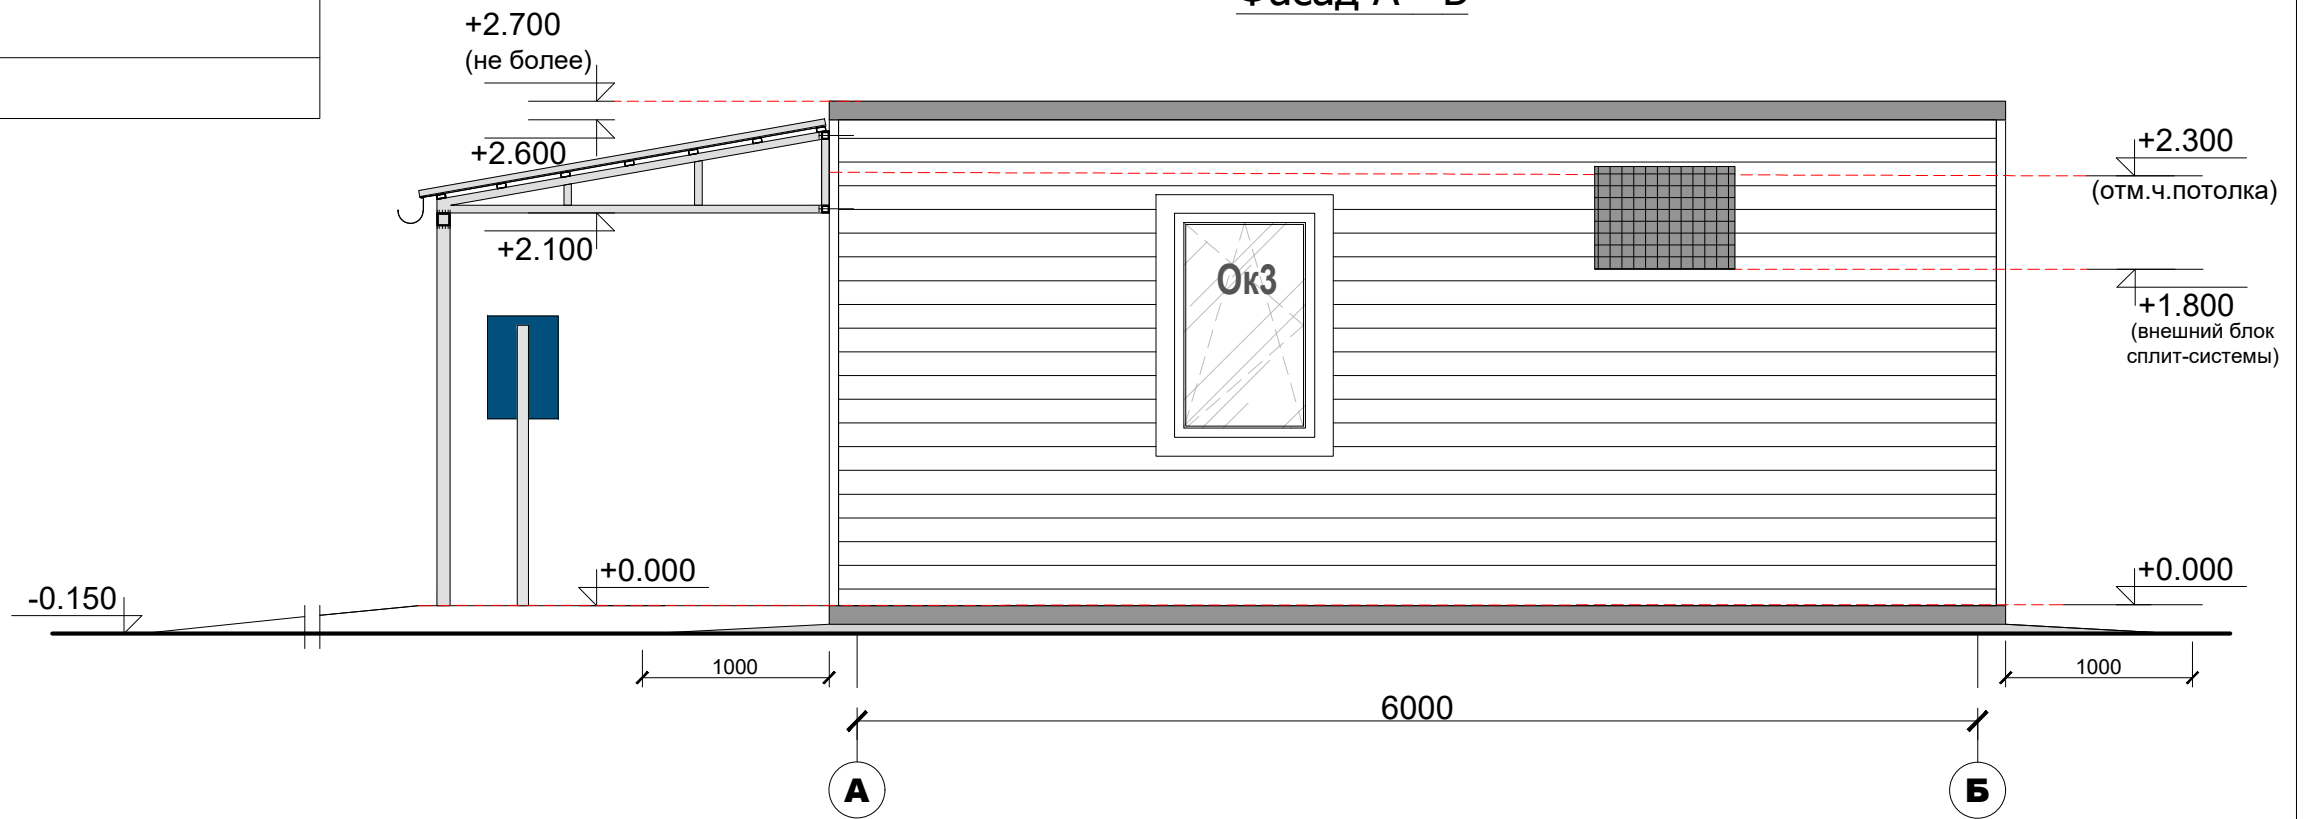 Фасад А - Б
+2.700
(не более)
+2.600
+2.300
(отм.ч.потолка)
+2.100
Ок3
+1.800
(внешний блок
сплит-системы)
+0.000
+0.000
-0.150
1000
1000
6000
А
Б